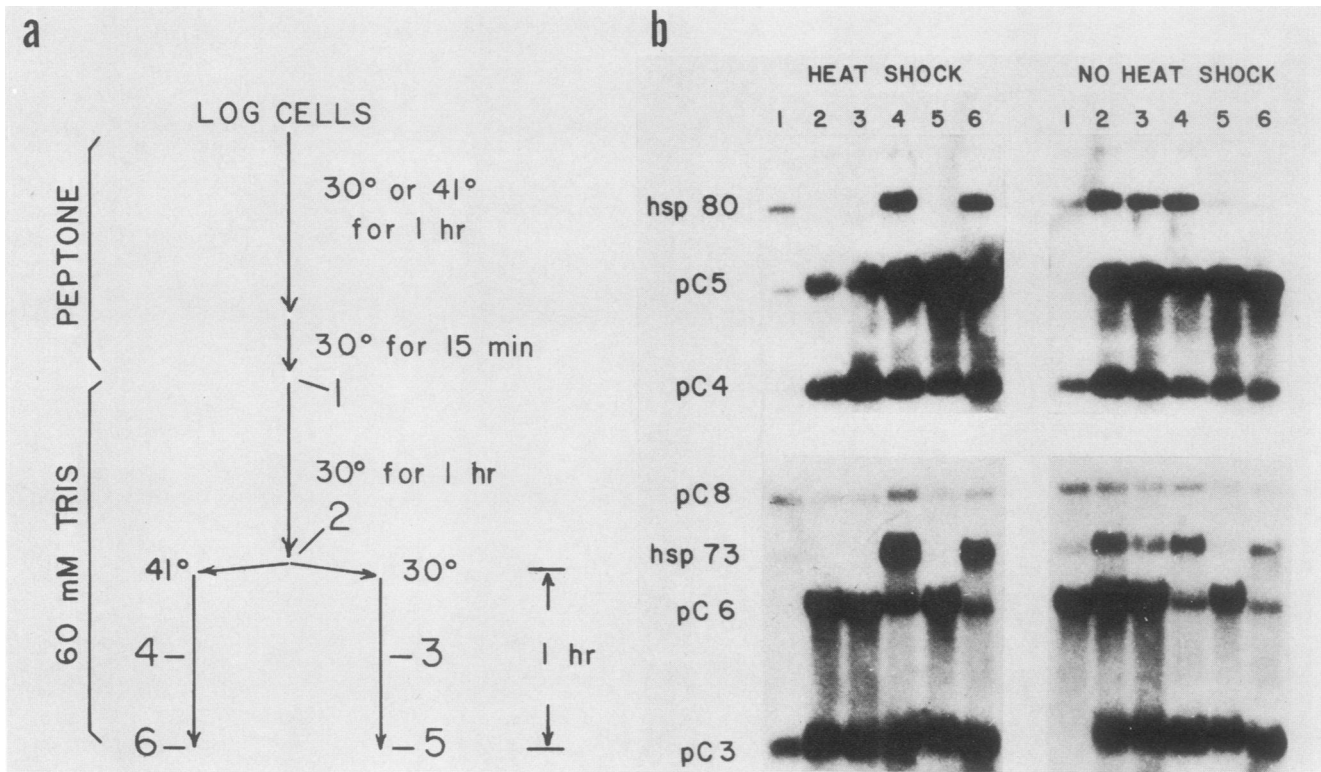 a
LOG CELLS
30° or 41°
for 1 hr
PEPTONE
30° for 15 min
1
30° for 1 hr
2
41° 30°
60 mM TRIS
4 3
1 hr
6 5
b
HEAT SHOCK NO HEAT SHOCK
1 2 3 4 5 6 1 2 3 4 5 6
hsp 80
pC5
pC4
pC8
hsp 73
pC6
pC3